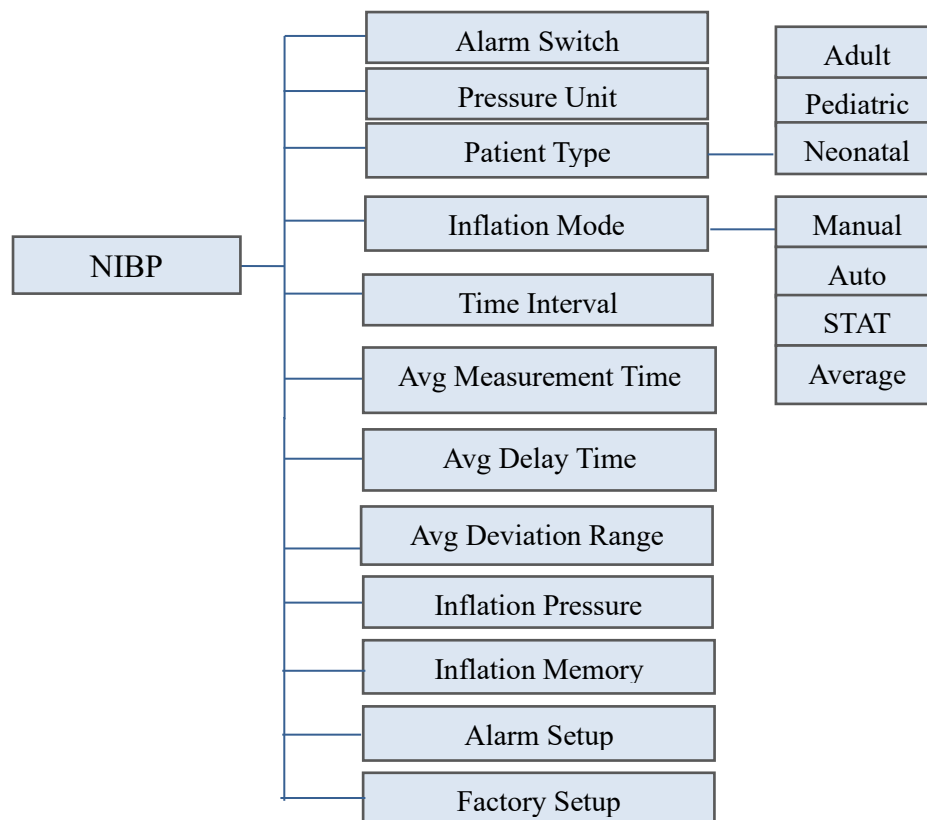 NIBP
Alarm Switch
Pressure Unit
Patient Type
Inflation Mode
Time Interval
Avg Measurement Time
Avg Delay Time
Avg Deviation Range
Inflation Pressure
Inflation Memory
Alarm Setup
Factory Setup
Adult
Pediatric
Neonatal
Manual
Auto
STAT
Average